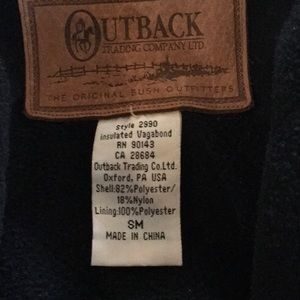 OUTBACK
TRADING COMPANY LTD
THE ORIGINAL BUSH OUTFITTERS
Style 2990
Insulated Vagabond
RN 90143
CA 28684
Outback Trading Co.Ltd.
Oxford, PA USA
Shell:82%Polyester/
18%Nylon
Lining:100%Polyester
SM
MADE IN CHINA